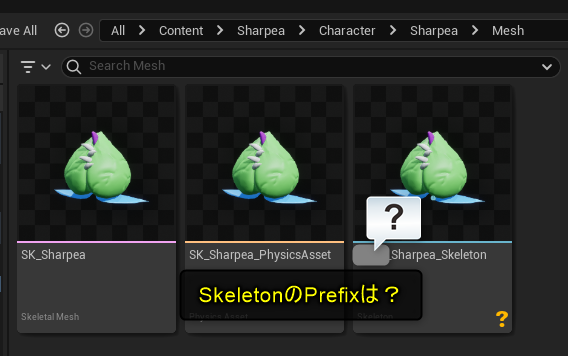 ave All
All > Content > Sharpea > Character > Sharpea > Mesh
Search Mesh
?
SK_Sharpea
SK_Sharpea_PhysicsAsset
_Sharpea_Skeleton
SkeletonのPrefixは？
Skeletal Mesh
Physics Asset
Skeleton
?